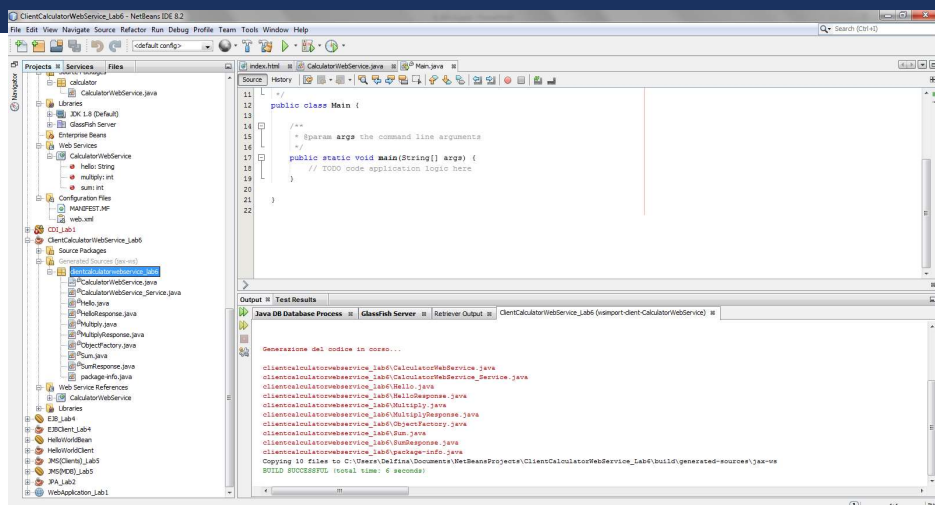 ClientCalculatorWebService_Lab6 - NetBeans IDE 8.2
File Edit View Navigate Source Refactor Run Debug Profile Team Tools Window Help
Search (Ctrl+I)
<default config>
Projects Services Files
Navigator
Source Packages
calculator
CalculatorWebService.java
Libraries
JDK 1.8 (Default)
GlassFish Server
Enterprise Beans
Web Services
CalculatorWebService
hello: String
multiply: int
sum: int
Configuration Files
MANIFEST.MF
web.xml
CDI_Lab1
ClientCalculatorWebService_Lab6
Source Packages
Generated Sources (jax-ws)
clientcalculatorwebservice_lab6
CalculatorWebService.java
CalculatorWebService_Service.java
Hello.java
HelloResponse.java
Multiply.java
MultiplyResponse.java
ObjectFactory.java
Sum.java
SumResponse.java
package-info.java
Web Service References
CalculatorWebService
Libraries
EJB_Lab4
EJBClient_Lab4
HelloWorldBean
HelloWorldClient
JMS(Clients)_Lab5
JMS(MDB)_Lab5
JPA_Lab2
WebApplication_Lab1
index.html CalculatorWebService.java Main.java
Source History
11 */
12 public class Main {
13
14 /**
15 * @param args the command line arguments
16 */
17 public static void main(String[] args) {
18 // TODO code application logic here
19 }
20
21 }
22
Output Test Results
Java DB Database Process GlassFish Server Retriever Output ClientCalculatorWebService_Lab6 (wsimport-client-CalculatorWebService)
Generazione del codice in corso...
clientcalculatorwebservice_lab6\CalculatorWebService.java
clientcalculatorwebservice_lab6\CalculatorWebService_Service.java
clientcalculatorwebservice_lab6\Hello.java
clientcalculatorwebservice_lab6\HelloResponse.java
clientcalculatorwebservice_lab6\Multiply.java
clientcalculatorwebservice_lab6\MultiplyResponse.java
clientcalculatorwebservice_lab6\ObjectFactory.java
clientcalculatorwebservice_lab6\Sum.java
clientcalculatorwebservice_lab6\SumResponse.java
clientcalculatorwebservice_lab6\package-info.java
Copying 10 files to C:\Users\Delfina\Documents\NetBeansProjects\ClientCalculatorWebService_Lab6\build\generated-sources\jax-ws
BUILD SUCCESSFUL (total time: 6 seconds)